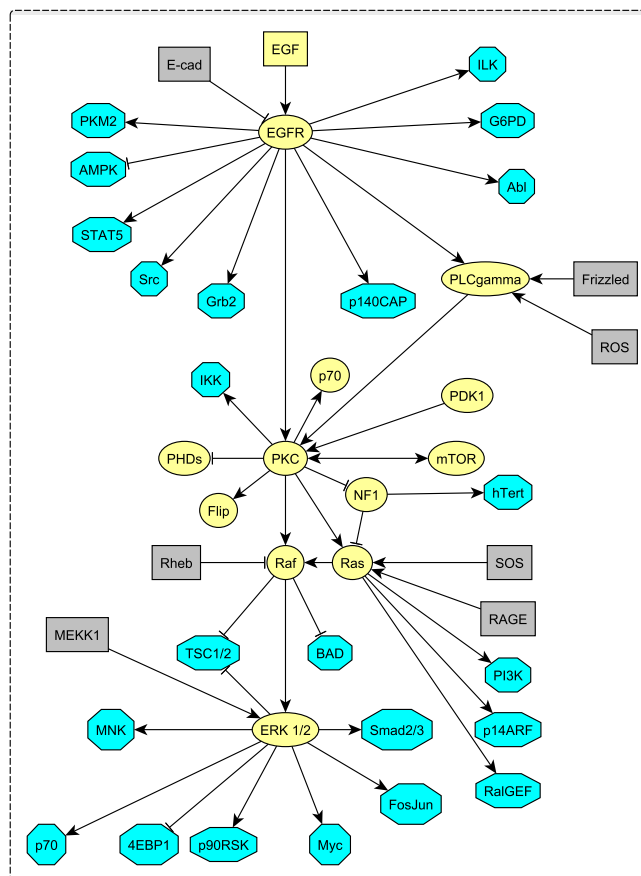 EGF
E-cad
ILK
PKM2
EGFR
G6PD
AMPK
Abl
STAT5
Src
Grb2
p140CAP
PLCgamma
Frizzled
ROS
IKK
p70
PDK1
PHDs
PKC
mTOR
NF1
hTert
Flip
Rheb
Raf
Ras
SOS
RAGE
MEKK1
TSC1/2
BAD
PI3K
MNK
ERK 1/2
Smad2/3
p14ARF
RalGEF
FosJun
p70
4EBP1
p90RSK
Myc